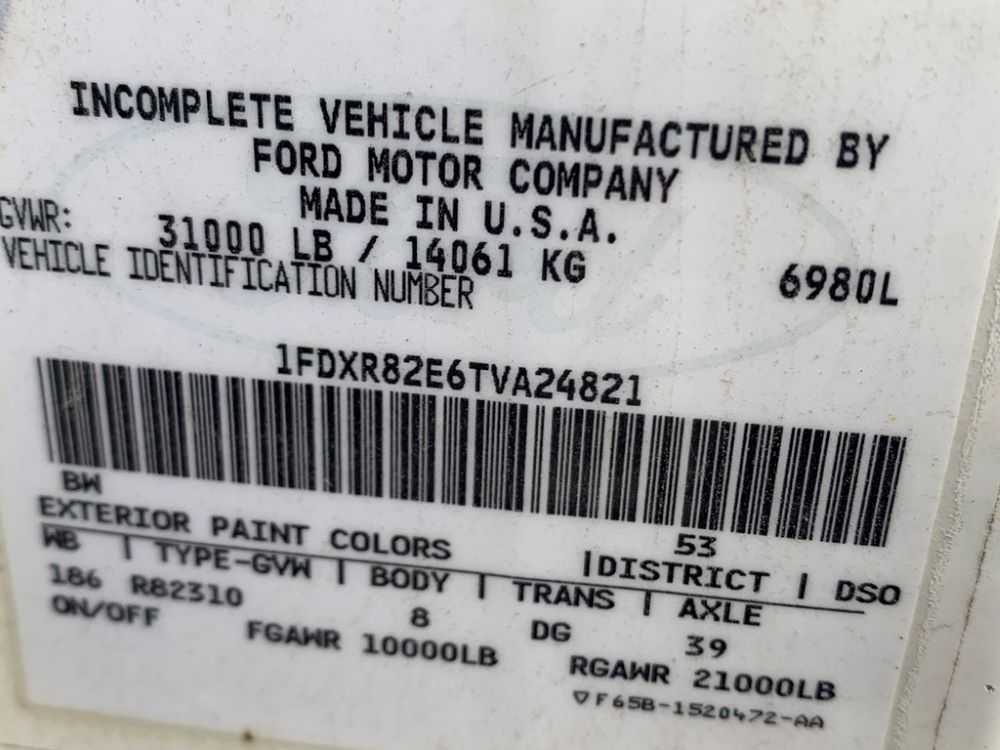 INCOMPLETE VEHICLE MANUFACTURED BY
FORD MOTOR COMPANY
MADE IN U.S.A.
GVWR: 31000 LB / 14061 KG
VEHICLE IDENTIFICATION NUMBER 6980L
1FDXR82E6TVA24821
BW 53
EXTERIOR PAINT COLORS | DISTRICT | DSO
WB | TYPE-GVW | BODY | TRANS | AXLE
186 R82310 8 DG 39
ON/OFF FGAWR 10000LB RGAWR 21000LB
▽F65B-1520472-AA